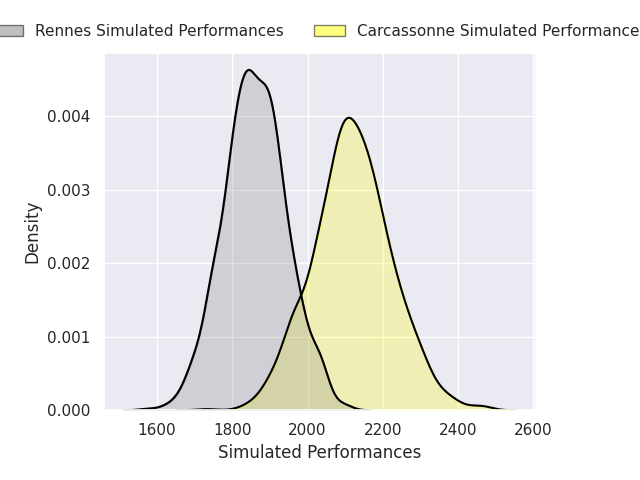 Rennes Simulated Performances Carcassonne Simulated Performance
0.004
0.003
0.002
0.001
0.000
Density
1600 1800 2000 2200 2400 2600
Simulated Performances